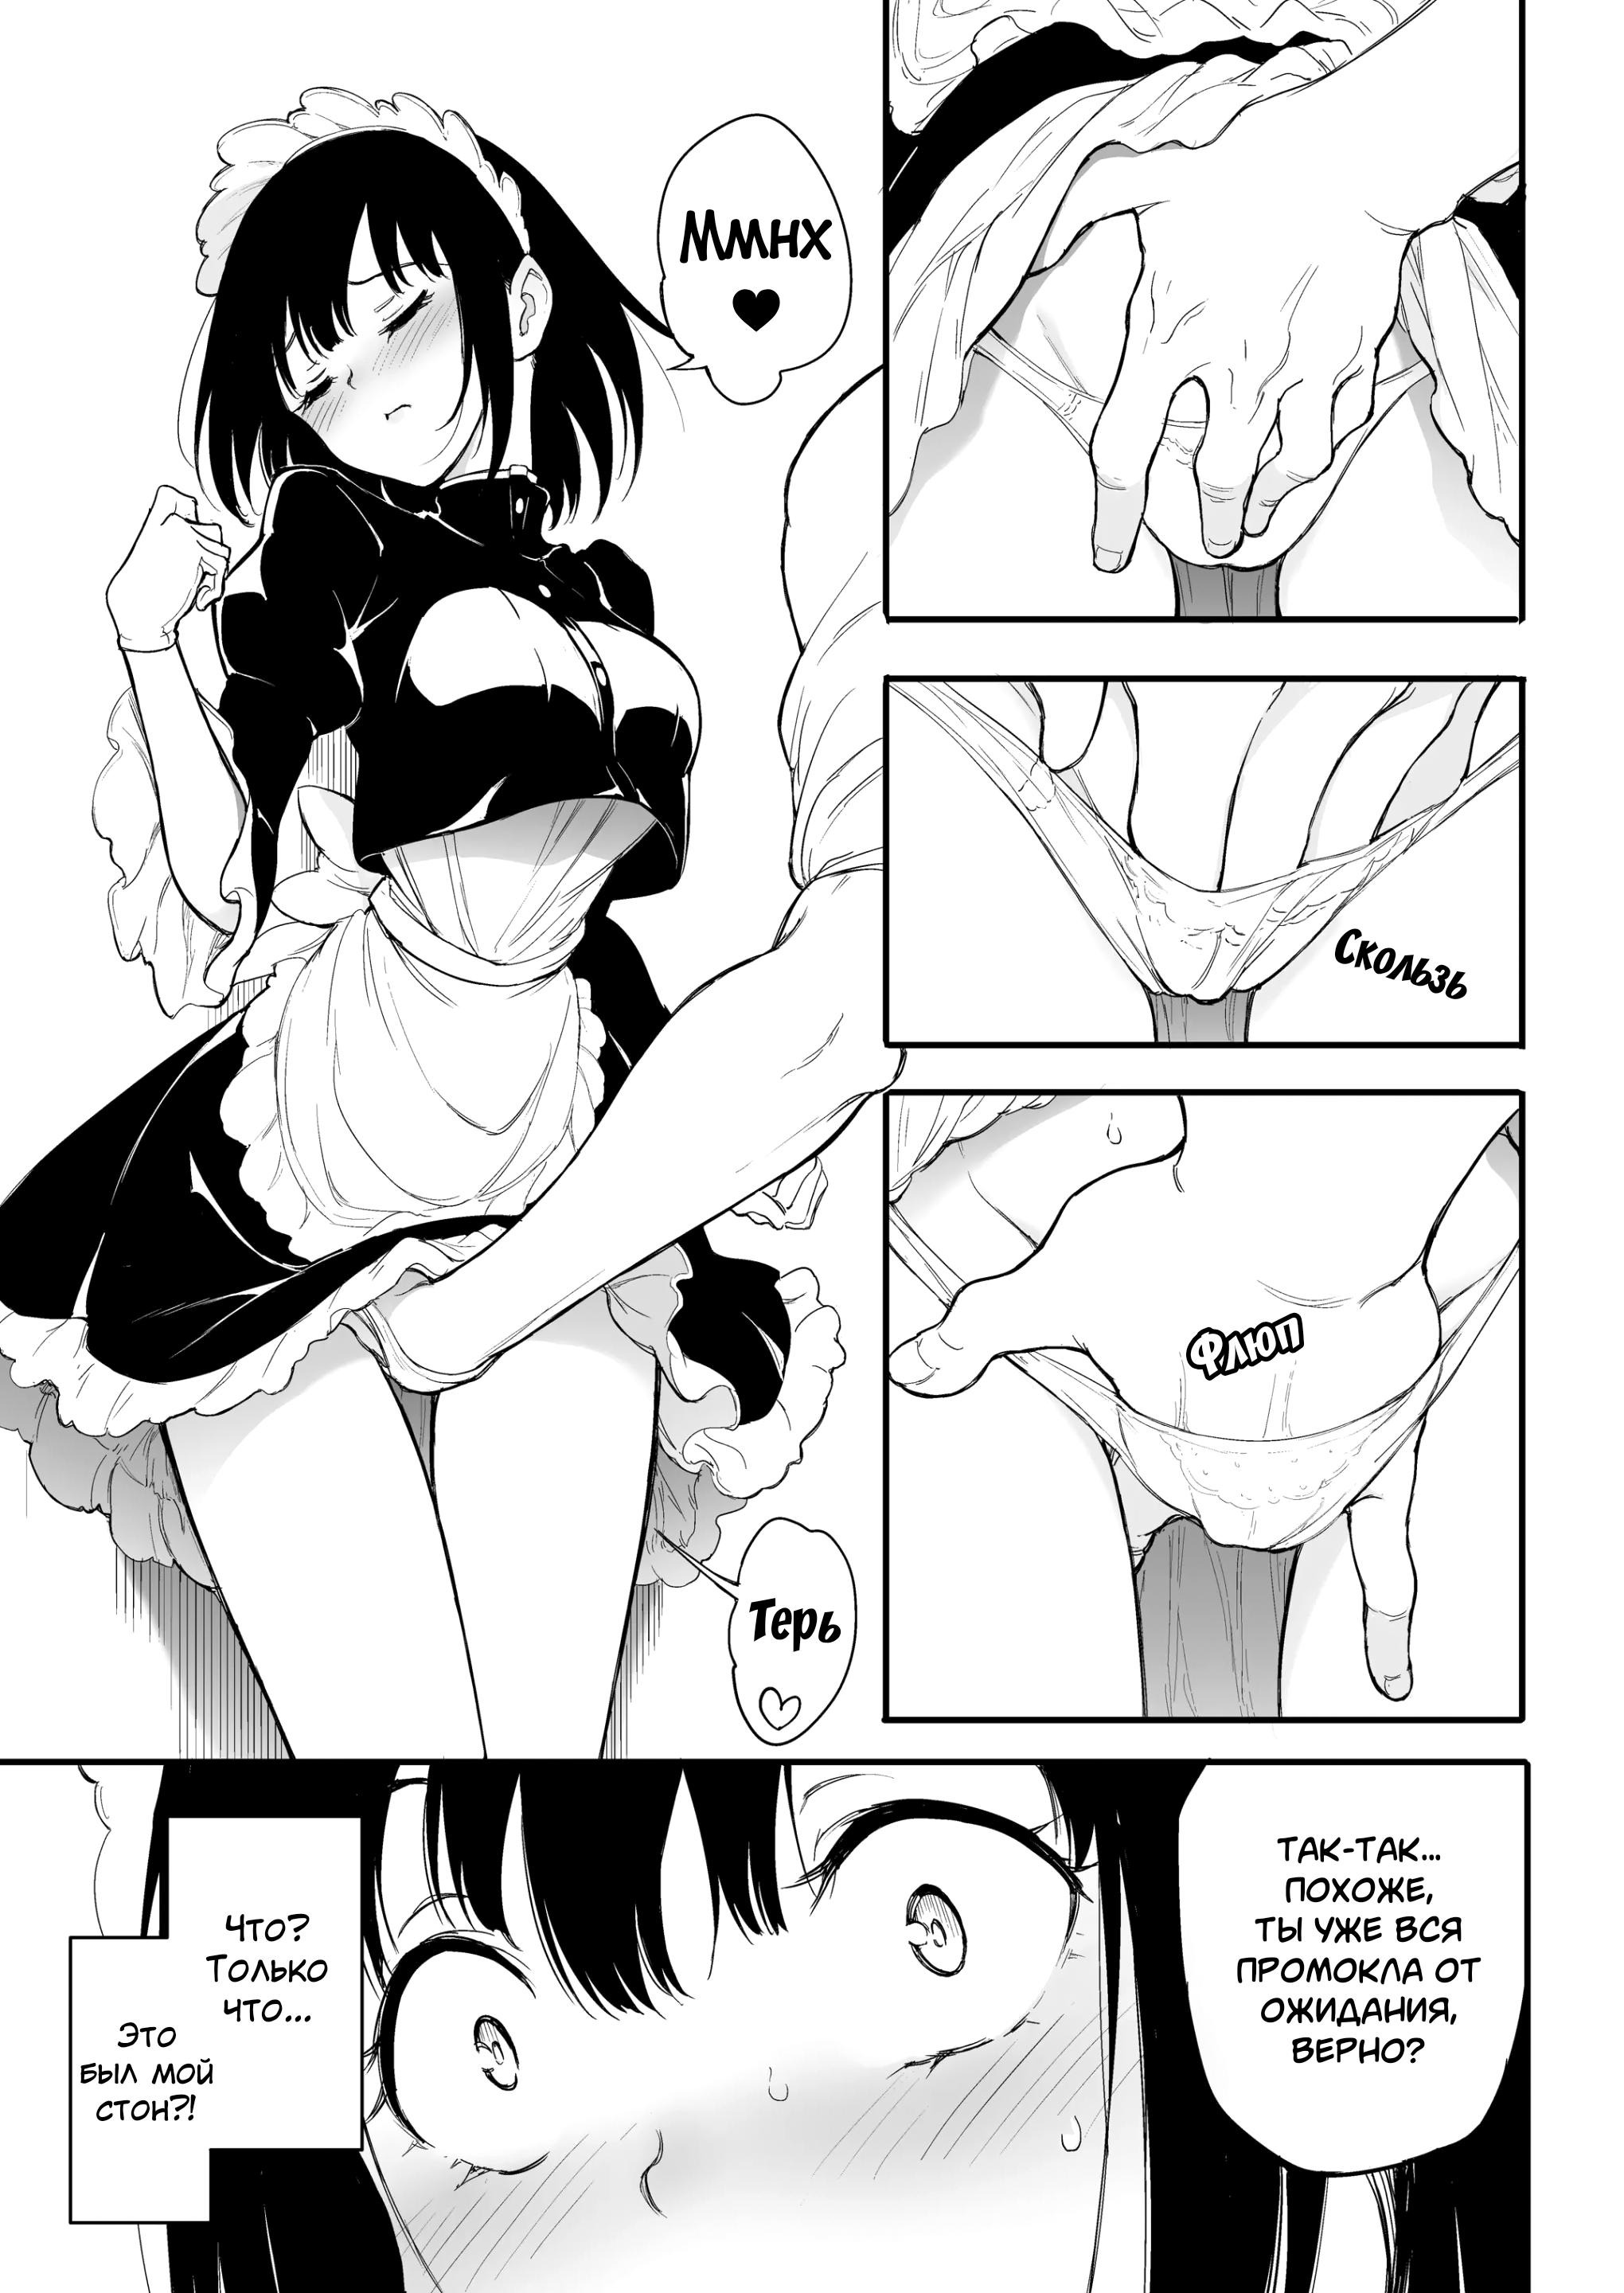 Скользь
Флюп
Ммнх
Терь
ТАК-ТАК...
ПОХОЖЕ,
ТЫ УЖЕ ВСЯ
ПРОМОКЛА ОТ
ОЖИДАНИЯ,
ВЕРНО?
Что?
Только
что...
Это
был мой
стон?!